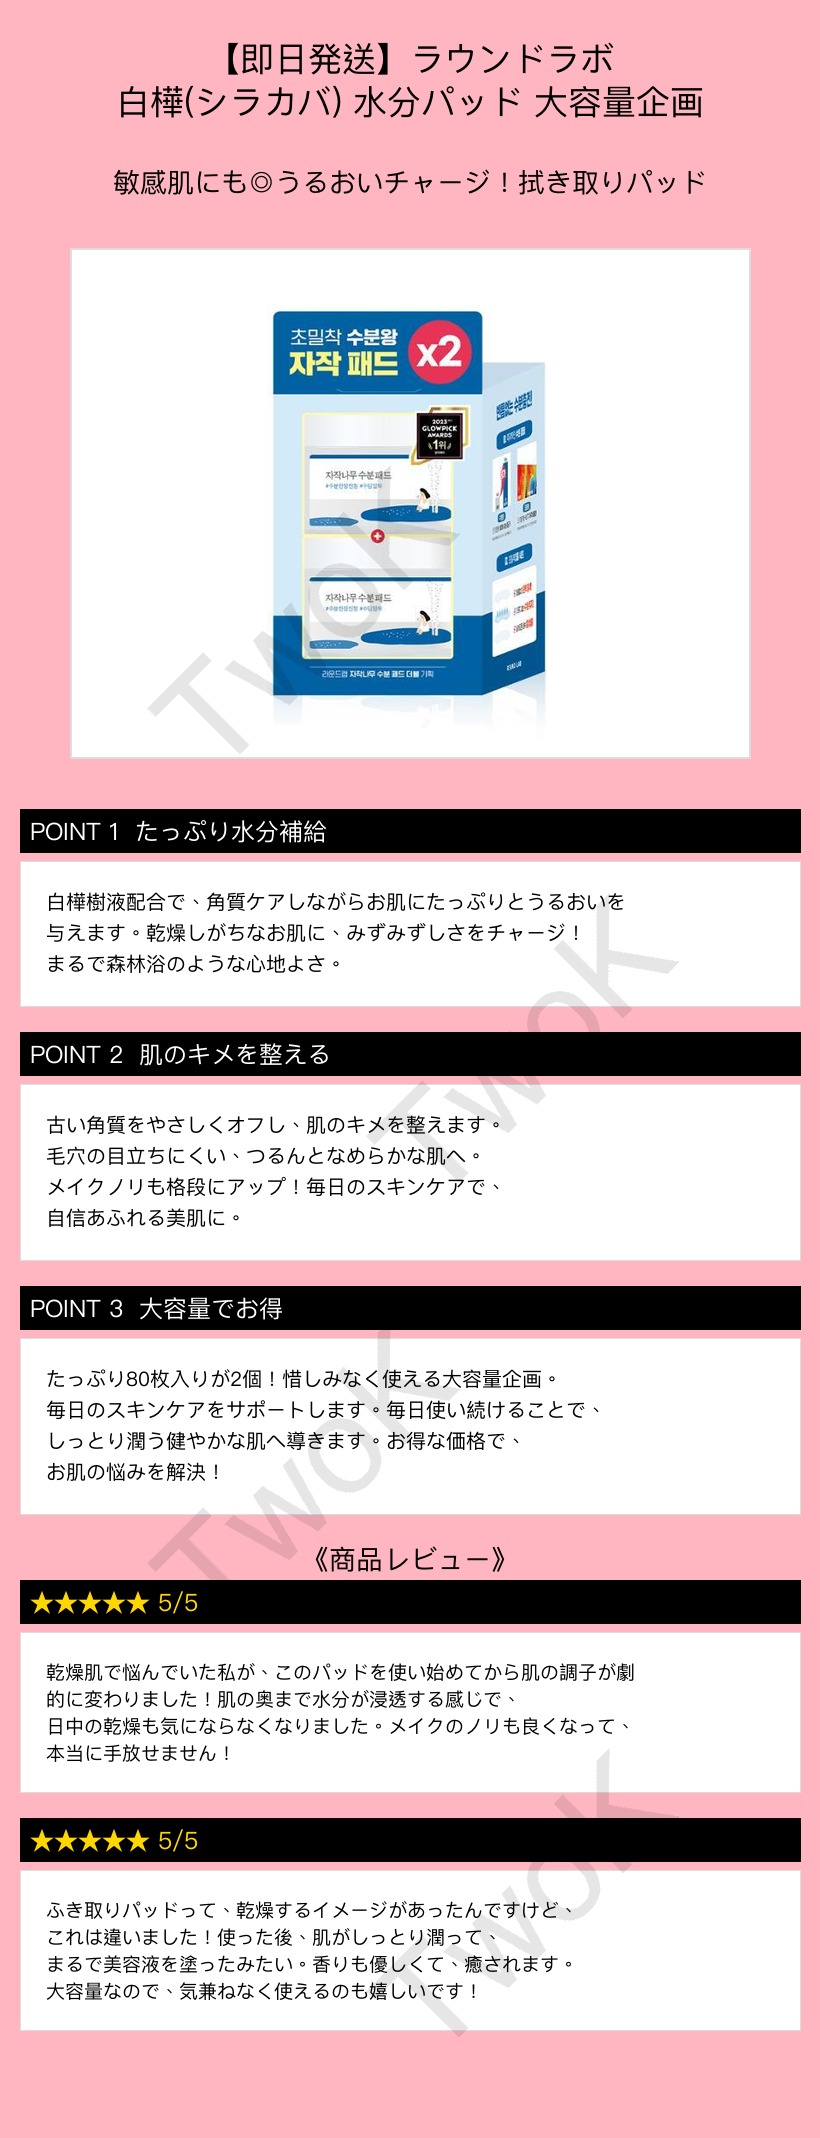 【即日発送】ラウンドラボ
白樺(シラカバ) 水分パッド 大容量企画
敏感肌にも◎うるおいチャージ！拭き取りパッド
초밀착 수분왕
자작 패드
x2
2023
GLOWPICK
AWARDS
1위
자작나무 수분 패드
#수분진정진정 #수딩앰플
자작나무 수분 패드
라운드랩 자작나무 수분 패드 더블 기획
TwoK
POINT 1 たっぷり水分補給
白樺樹液配合で、角質ケアしながらお肌にたっぷりとうるおいを
与えます。乾燥しがちなお肌に、みずみずしさをチャージ！
まるで森林浴のような心地よさ。
TwoK
POINT 2 肌のキメを整える
古い角質をやさしくオフし、肌のキメを整えます。
毛穴の目立ちにくい、つるんとなめらかな肌へ。
メイクノリも格段にアップ！毎日のスキンケアで、
自信あふれる美肌に。
POINT 3 大容量でお得
たっぷり80枚入りが2個！惜しみなく使える大容量企画。
毎日のスキンケアをサポートします。毎日使い続けることで、
しっとり潤う健やかな肌へ導きます。お得な価格で、
お肌の悩みを解決！
TwoK
《商品レビュー》
★★★★★ 5/5
乾燥肌で悩んでいた私が、このパッドを使い始めてから肌の調子が劇
的に変わりました！肌の奥まで水分が浸透する感じで、
日中の乾燥も気にならなくなりました。メイクのノリも良くなって、
本当に手放せません！
★★★★★ 5/5
ふき取りパッドって、乾燥するイメージがあったんですけど、
これは違いました！使った後、肌がしっとり潤って、
まるで美容液を塗ったみたい。香りも優しくて、癒されます。
大容量なので、気兼ねなく使えるのも嬉しいです！
TwoK